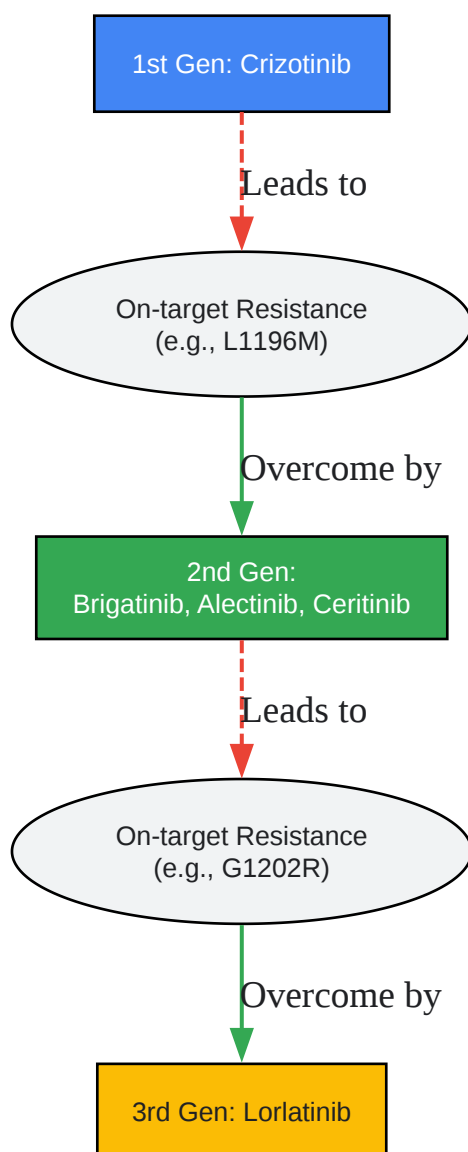 1st Gen: Crizotinib
Leads to
On-target Resistance
(e.g., L1196M)
Overcome by
2nd Gen:
Brigatinib, Alectinib, Ceritinib
Leads to
On-target Resistance
(e.g., G1202R)
Overcome by
3rd Gen: Lorlatinib